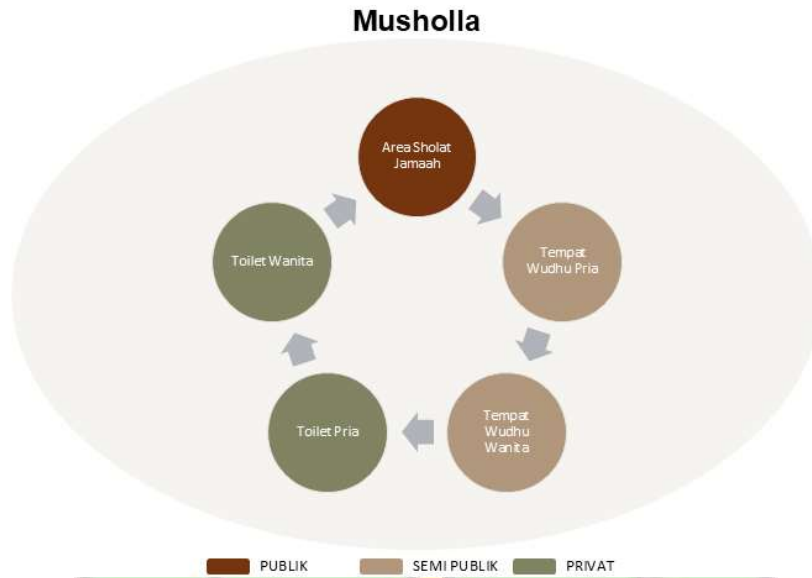 Musholla
Area Sholat
Jamaah
Tempat
Wudhu Pria
Tempat
Wudhu
Wanita
Toilet Pria
Toilet Wanita
PUBLIK
SEMI PUBLIK
PRIVAT